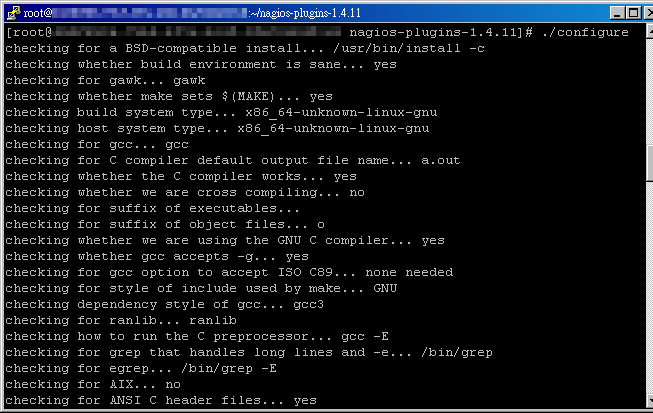 root@:~/nagios-plugins-1.4.11
[root@ nagios-plugins-1.4.11]# ./configure
checking for a BSD-compatible install... /usr/bin/install -c
checking whether build environment is sane... yes
checking for gawk... gawk
checking whether make sets $(MAKE)... yes
checking build system type... x86_64-unknown-linux-gnu
checking host system type... x86_64-unknown-linux-gnu
checking for gcc... gcc
checking for C compiler default output file name... a.out
checking whether the C compiler works... yes
checking whether we are cross compiling... no
checking for suffix of executables...
checking for suffix of object files... o
checking whether we are using the GNU C compiler... yes
checking whether gcc accepts -g... yes
checking for gcc option to accept ISO C89... none needed
checking for style of include used by make... GNU
checking dependency style of gcc... gcc3
checking for ranlib... ranlib
checking how to run the C preprocessor... gcc -E
checking for grep that handles long lines and -e... /bin/grep
checking for egrep... /bin/grep -E
checking for AIX... no
checking for ANSI C header files... yes